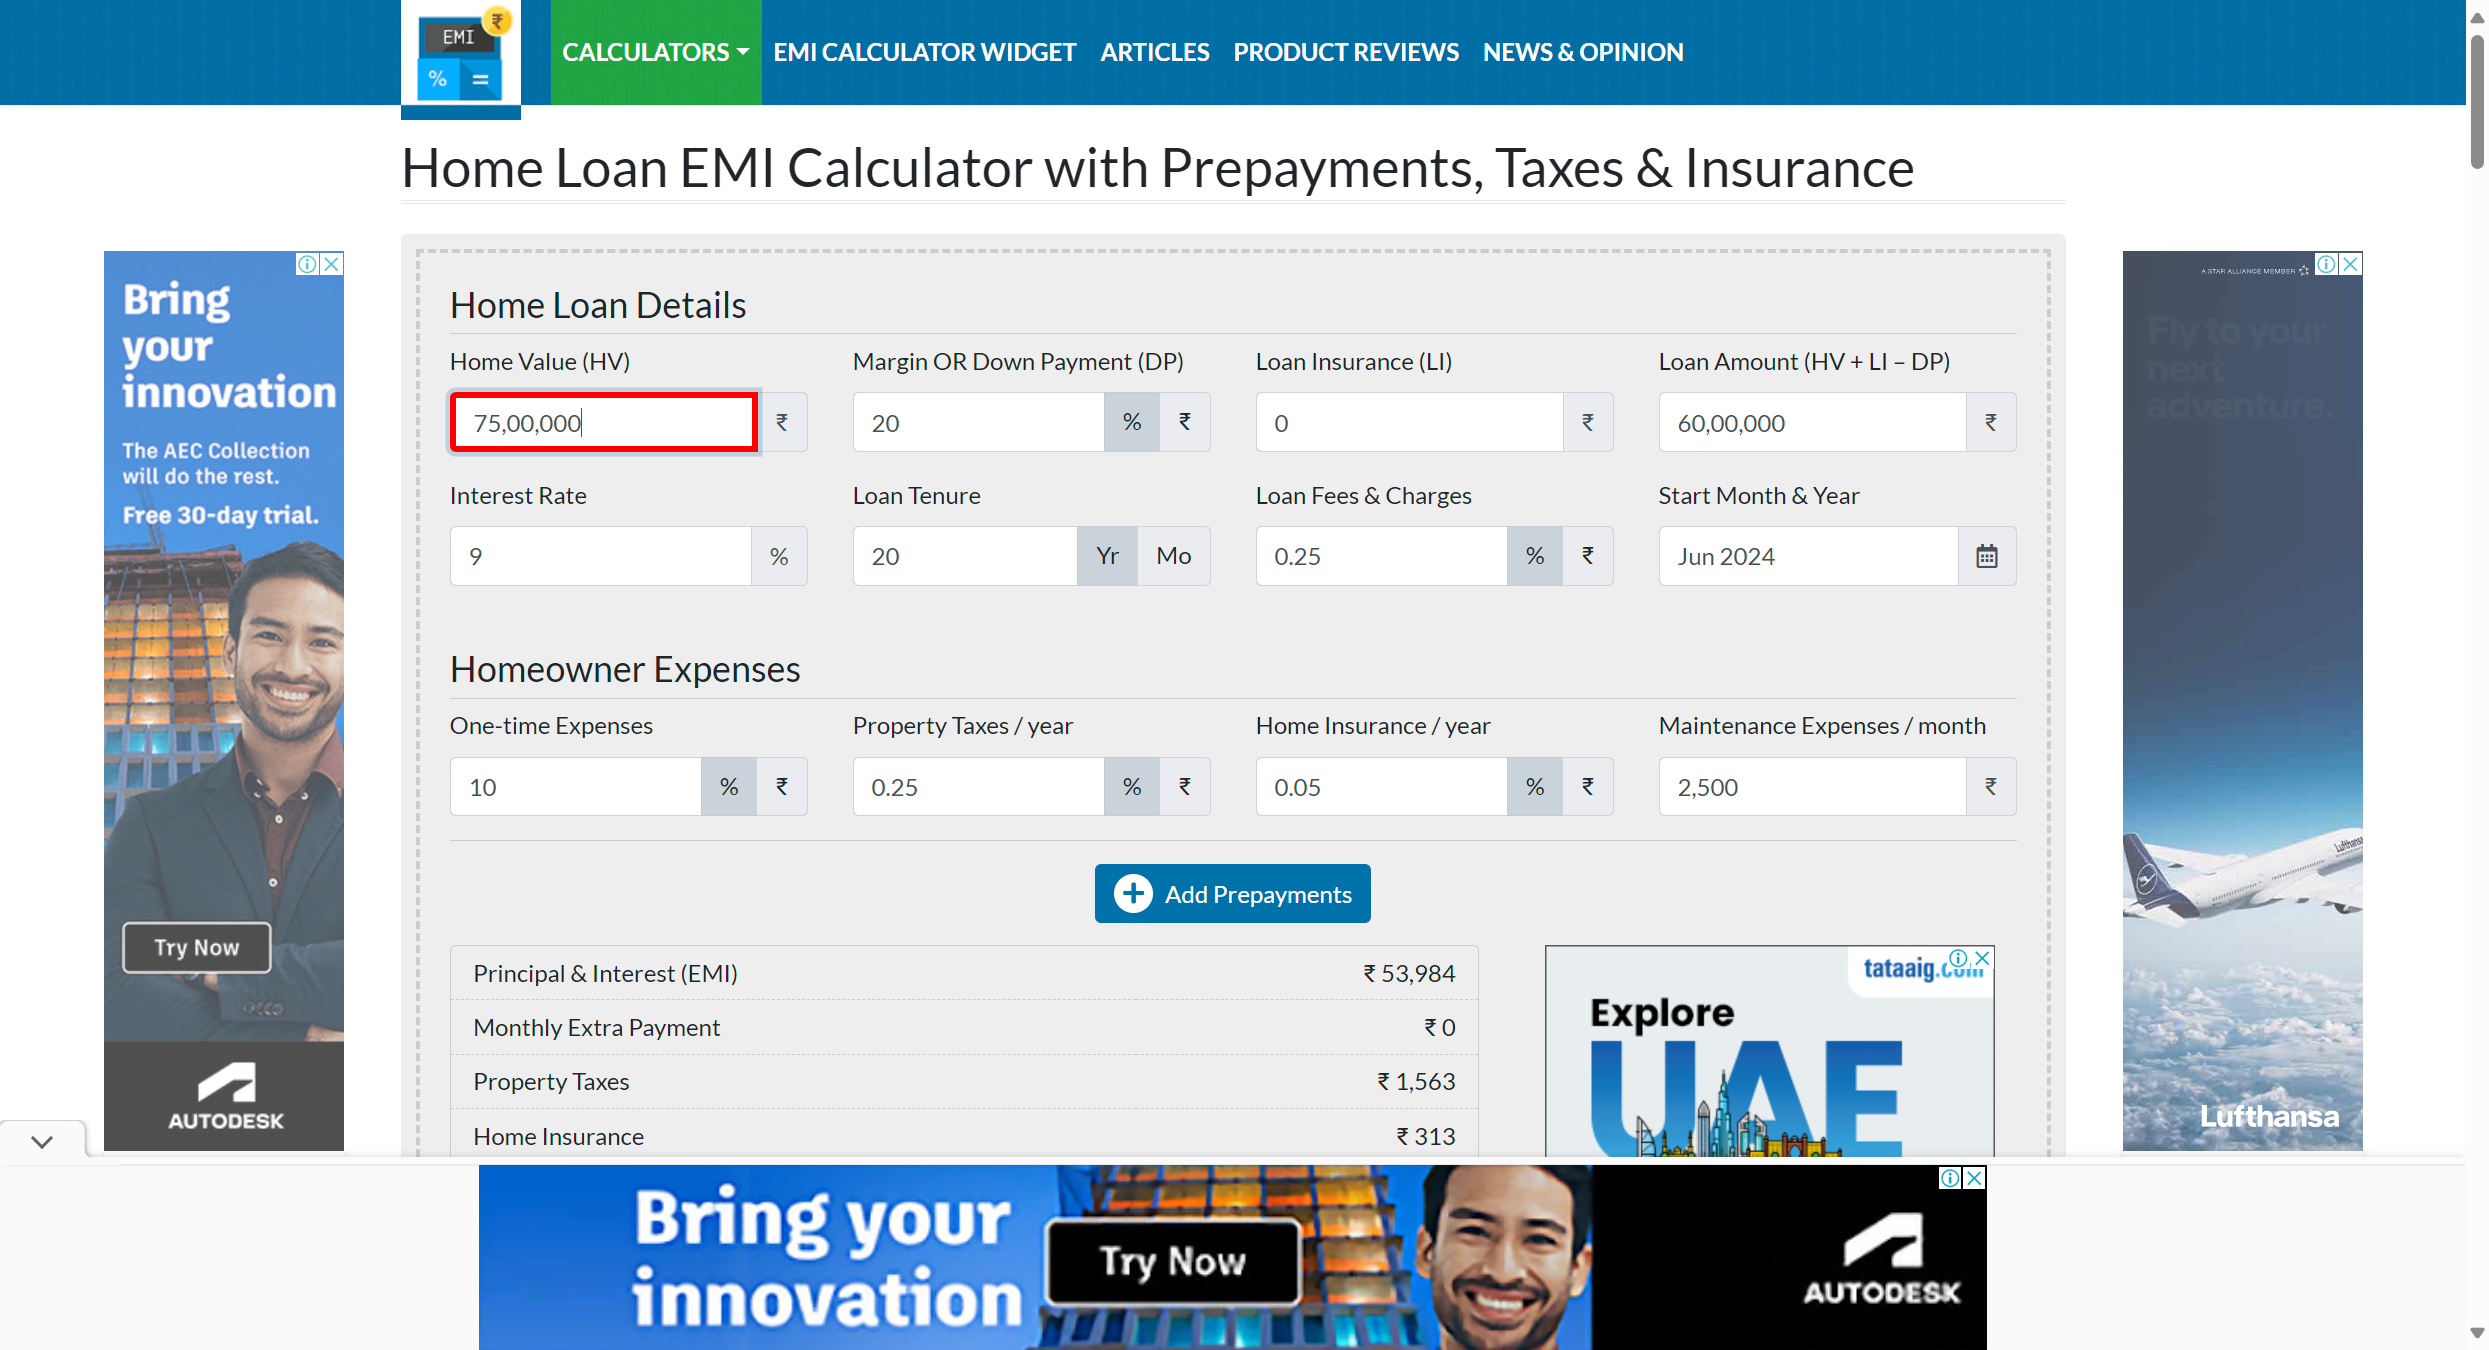 EMI
₹
%
=
CALCULATORS
EMI CALCULATOR WIDGET
ARTICLES
PRODUCT REVIEWS
NEWS & OPINION
Home Loan EMI Calculator with Prepayments, Taxes & Insurance
Bring
your
innovation
The AEC Collection
will do the rest.
Free 30-day trial.
Try Now
AUTODESK
A STAR ALLIANCE MEMBER
Fly to your
next
adventure.
Lufthansa
Lufthansa
Home Loan Details
Home Value (HV)
Margin OR Down Payment (DP)
Loan Insurance (LI)
Loan Amount (HV + LI – DP)
75,00,000 ₹
20 % ₹
0 ₹
60,00,000 ₹
Interest Rate
Loan Tenure
Loan Fees & Charges
Start Month & Year
9 %
20 Yr Mo
0.25 % ₹
Jun 2024
Homeowner Expenses
One-time Expenses
Property Taxes / year
Home Insurance / year
Maintenance Expenses / month
10 % ₹
0.25 % ₹
0.05 % ₹
2,500 ₹
Add Prepayments
Principal & Interest (EMI) ₹ 53,984
Monthly Extra Payment ₹ 0
Property Taxes ₹ 1,563
Home Insurance ₹ 313
tataaig.com
Explore
UAE
Bring your
innovation
Try Now
AUTODESK